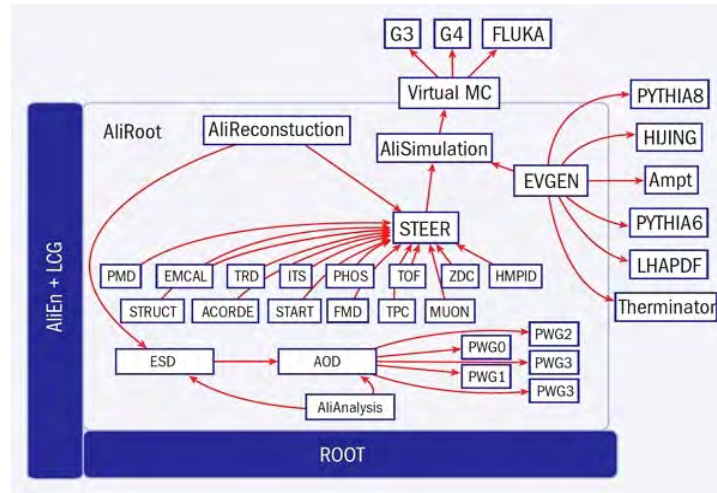 G3
G4
FLUKA
Virtual MC
AliRoot
AliReconstuction
AliSimulation
EVGEN
PYTHIA8
HIJING
Ampt
PYTHIA6
LHAPDF
Therminator
STEER
PMD
EMCAL
TRD
ITS
PHOS
TOF
ZDC
HMPID
STRUCT
ACORDE
START
FMD
TPC
MUON
ESD
AOD
PWG2
PWG0
PWG3
PWG1
PWG3
AliAnalysis
AliEn + LCG
ROOT